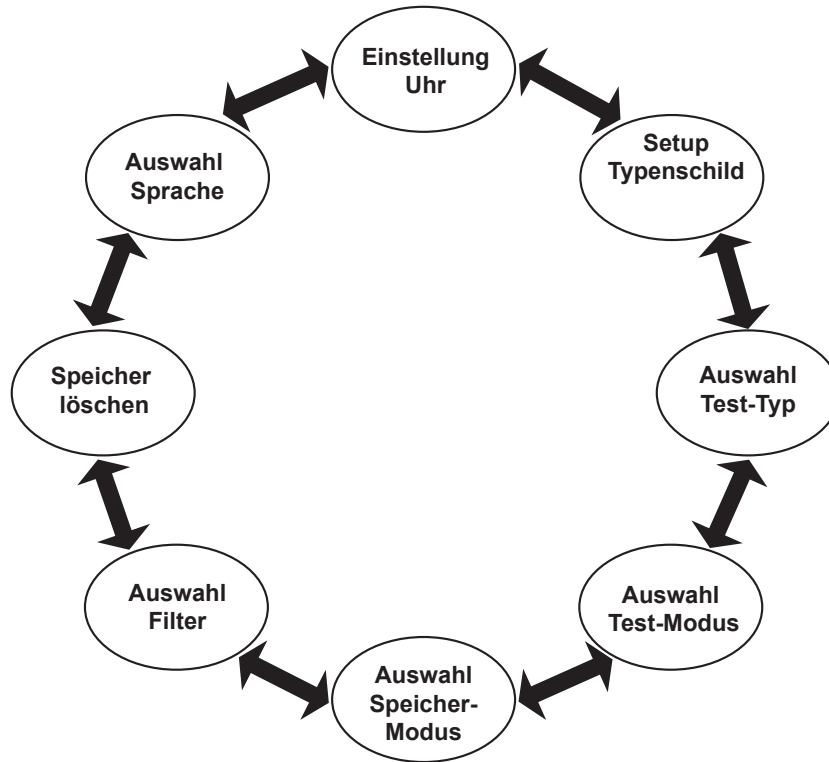 Einstellung
Uhr
Setup
Typenschild
Auswahl
Sprache
Speicher
löschen
Auswahl
Test-Typ
Auswahl
Filter
Auswahl
Test-Modus
Auswahl
Speicher-
Modus